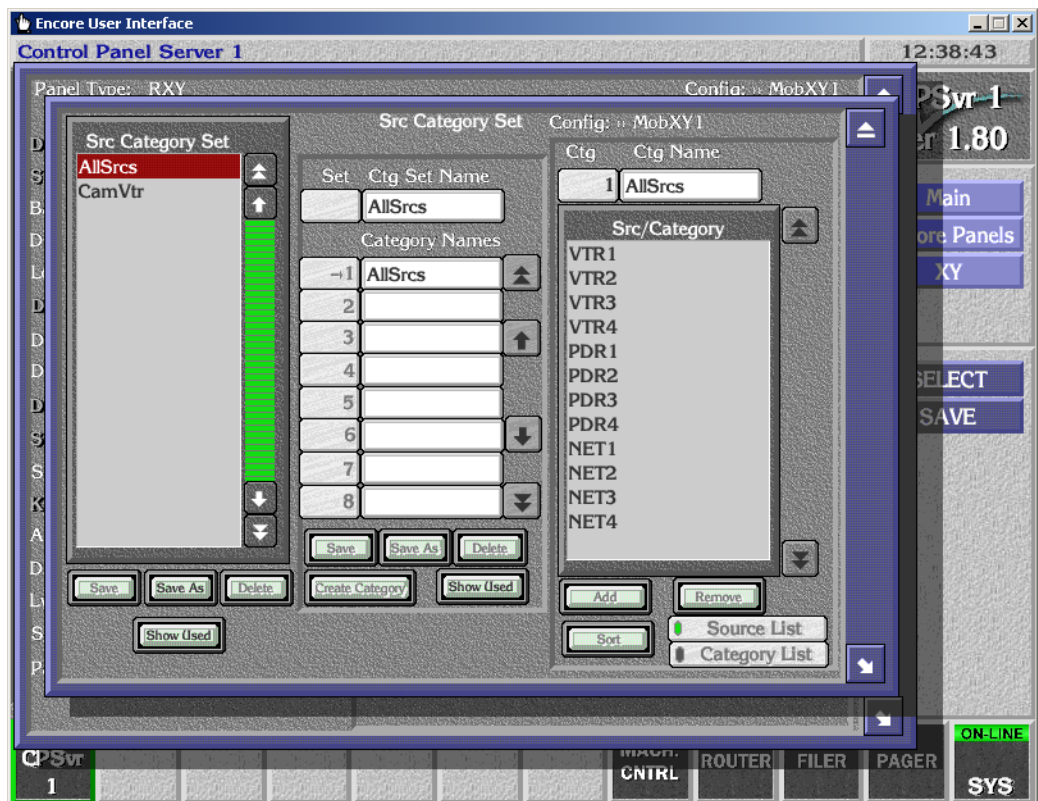 Encore User Interface
Control Panel Server 1
12:38:43
Panel Type: RXY
Config: » MobXY1
PSvr 1
er 1.80
Src Category Set
Config: » MobXY1
Src Category Set
AllSrcs
CamVtr
Set Ctg Set Name
AllSrcs
Category Names
→1 AllSrcs
2
3
4
5
6
7
8
Ctg Ctg Name
1 AllSrcs
Src/Category
VTR1
VTR2
VTR3
VTR4
PDR1
PDR2
PDR3
PDR4
NET1
NET2
NET3
NET4
Save
Save As
Delete
Show Used
Save
Save As
Delete
Create Category
Show Used
Add
Remove
Sort
Source List
Category List
Main
ore Panels
XY
SELECT
SAVE
D
S
B
D
L
D
D
D
D
S
S
K
A
D
L
S
P
CPSvr
1
MACH.
CNTRL
ROUTER
FILER
PAGER
ON-LINE
SYS